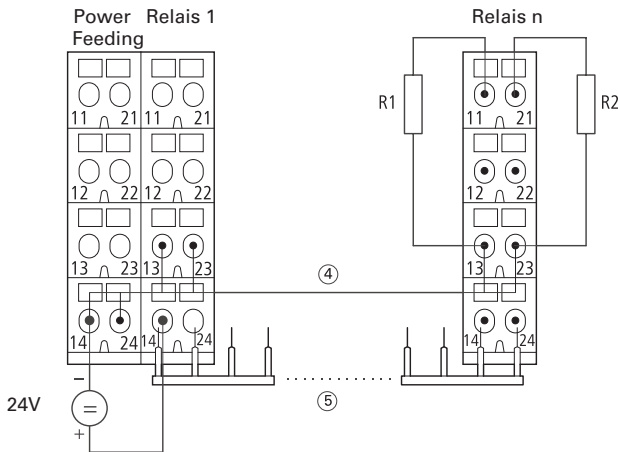 Power Relais 1 Relais n
Feeding
R1 R2
11 21 11 21 11 21
12 22 12 22 12 22
13 23 13 23 13 23
④
14 24 14 24 14 24
⑤
24V
−
=
+